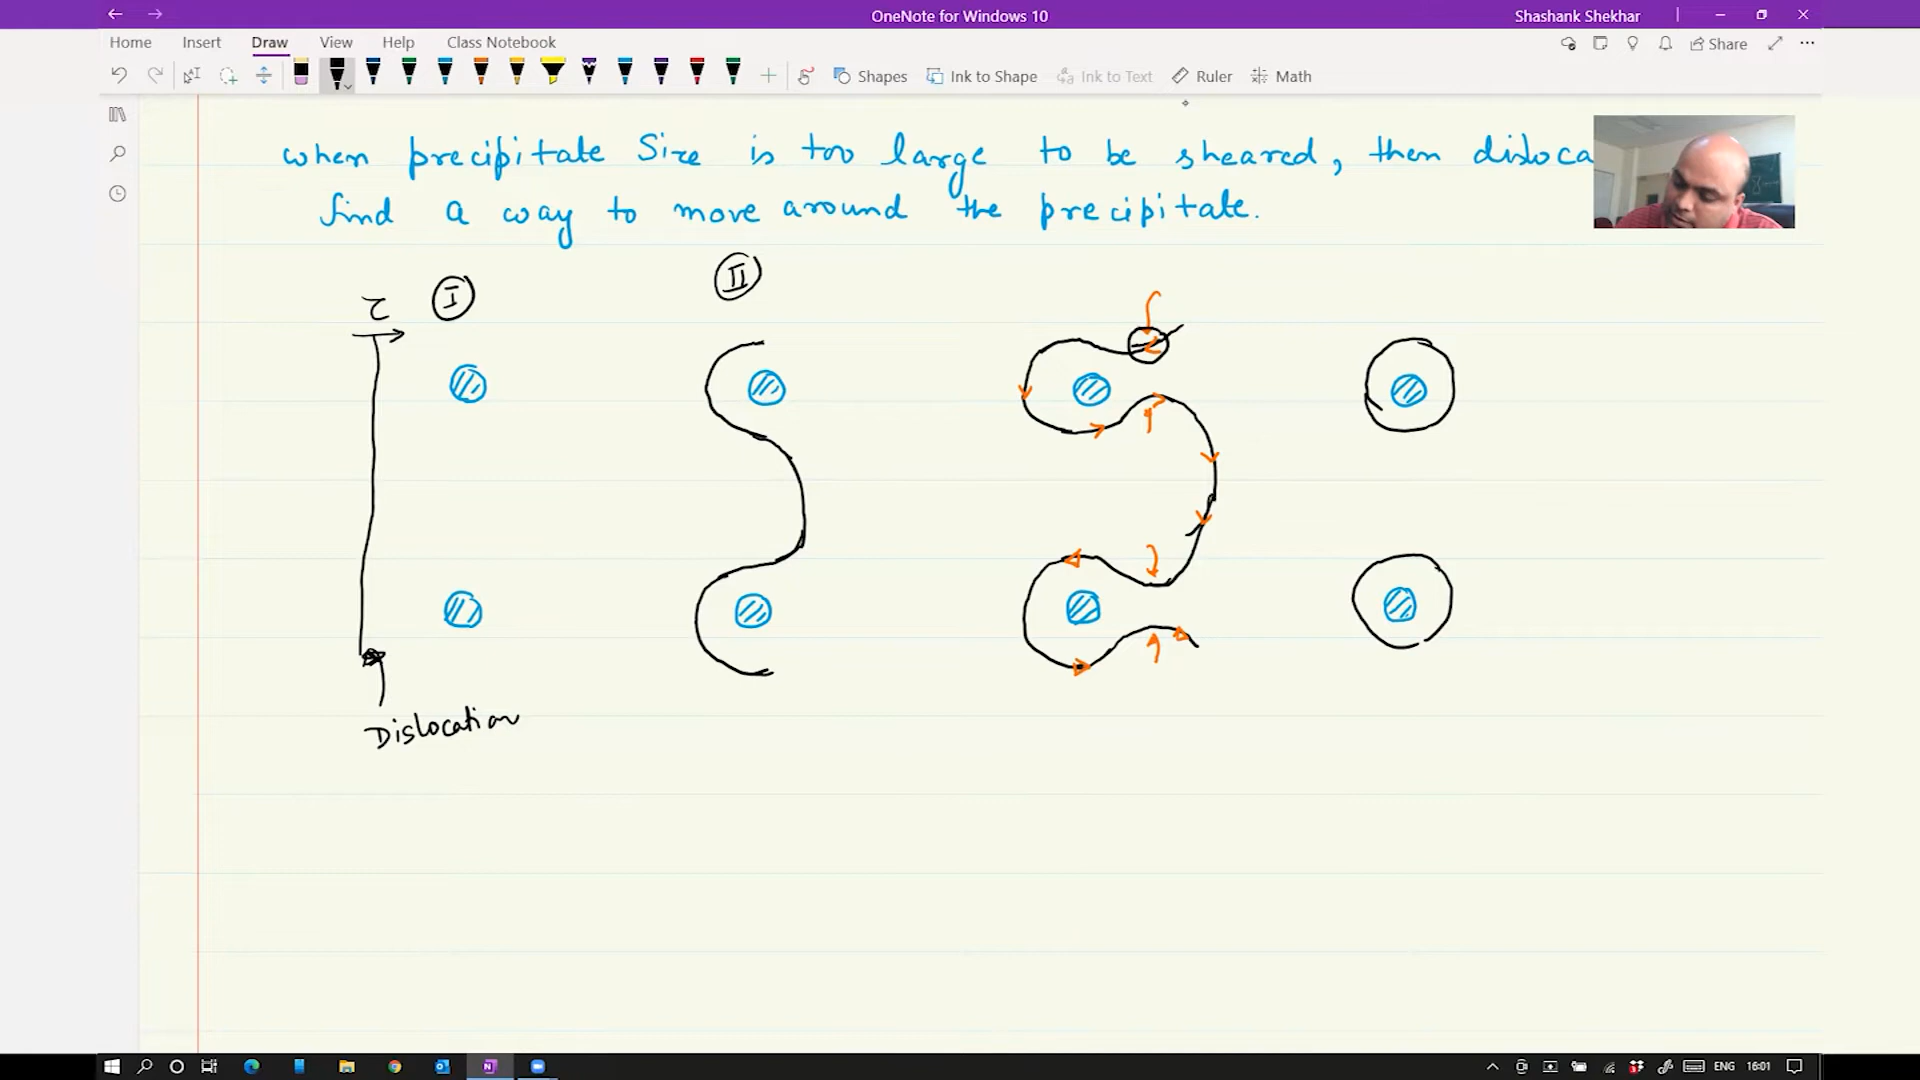 OneNote for Windows 10
Shashank Shekhar
Home Insert Draw View Help Class Notebook
Share
Shapes Ink to Shape Ink to Text Ruler Math
when precipitate Size is too large to be sheared, then disloca
find a way to move around the precipitate.
τ I II
Dislocation
ENG 16:01